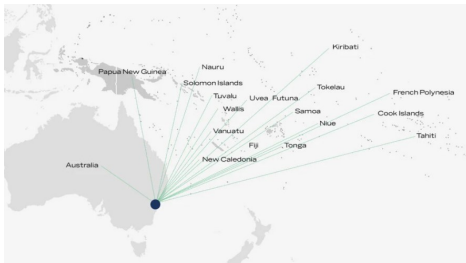 Kiribati
Nauru
Papua New Guinea
Solomon Islands
Tokelau
French Polynesia
Tuvalu
Uvea
Futuna
Wallis
Samoa
Cook Islands
Niue
Vanuatu
Tahiti
Fiji
Tonga
New Caledonia
Australia